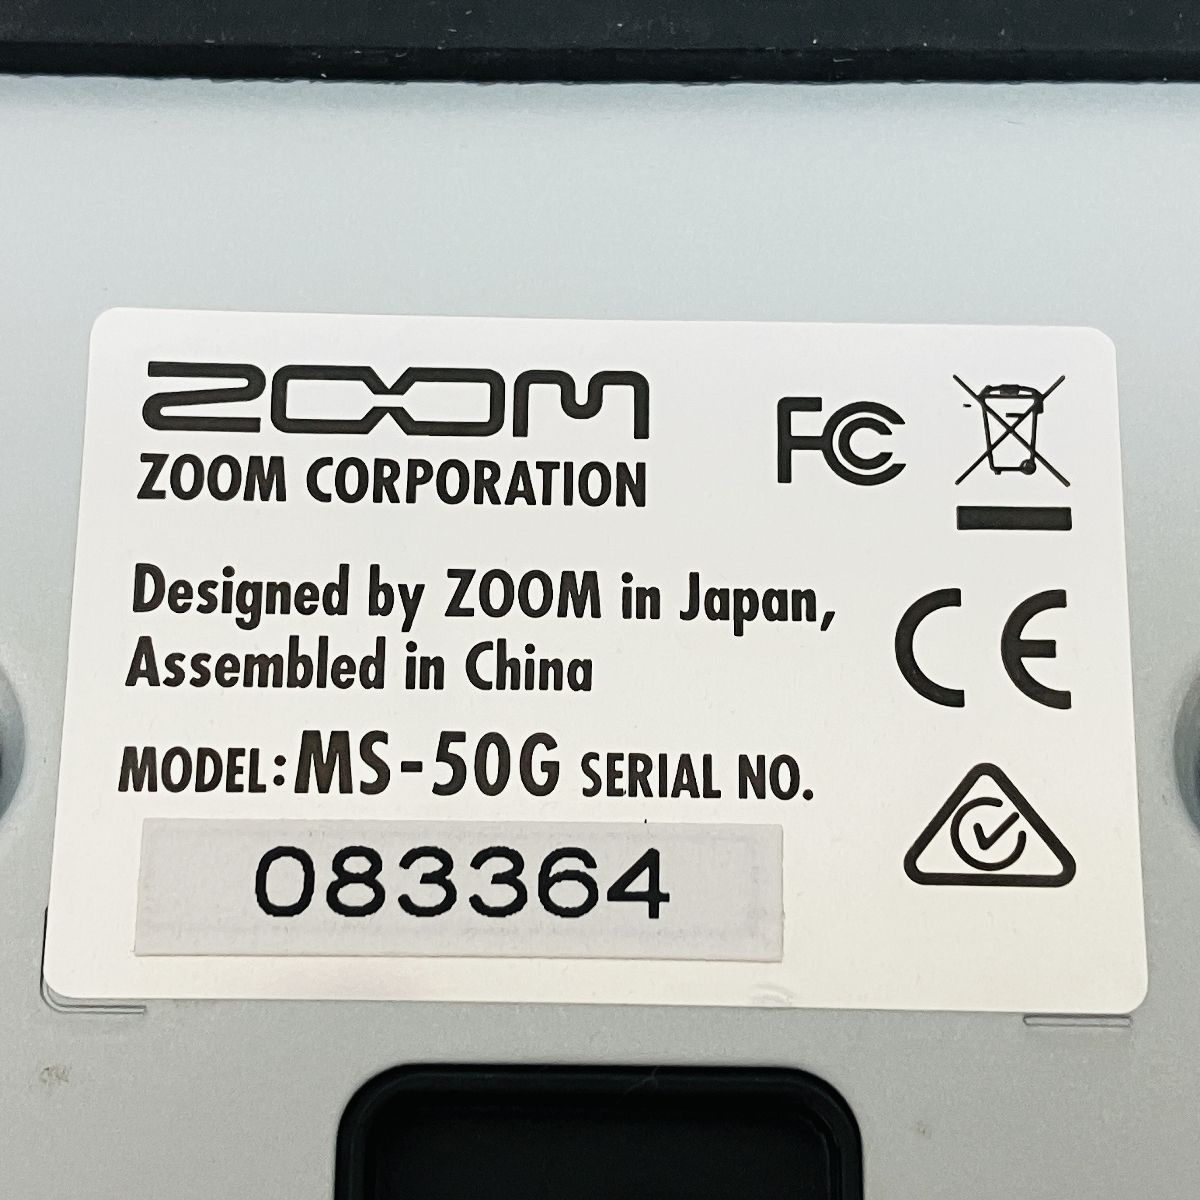 ZOOM
ZOOM CORPORATION
FC
Designed by ZOOM in Japan,
Assembled in China
CE
MODEL: MS-50G SERIAL NO.
083364